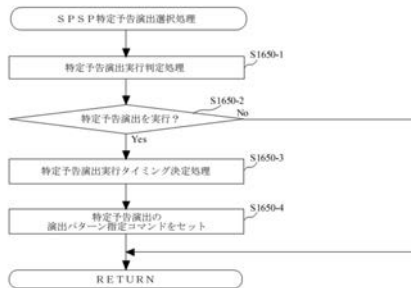 ＳＰＳＰ特定予告演出選択処理
S1650-1
特定予告演出実行判定処理
S1650-2
特定予告演出を実行？
No
Yes
S1650-3
特定予告演出実行タイミング決定処理
S1650-4
特定予告演出の
演出パターン指定コマンドをセット
ＲＥＴＵＲＮ